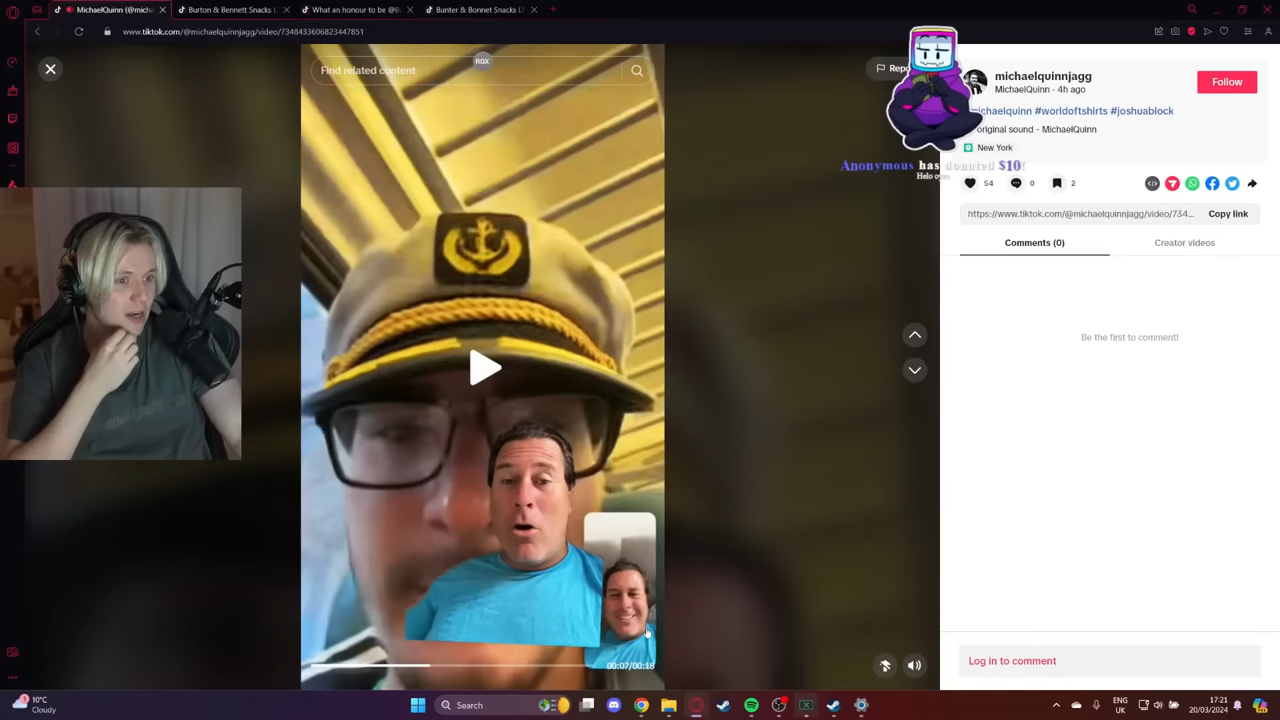 MichaelQuinn (@micha
Burton & Bennett Snacks L
What an honour to be @B
Bunter & Bonnet Snacks L
www.tiktok.com/@michaelquinnjagg/video/7348433606823447851
Find related content
RGX
Repo
michaelquinnjagg
MichaelQuinn · 4h ago
Follow
michaelquinn #worldoftshirts #joshuablock
original sound - MichaelQuinn
New York
Anonymous has donated $10!
54
0
2
https://www.tiktok.com/@michaelquinnjagg/video/734...
Copy link
Comments (0)
Creator videos
Be the first to comment!
00:07/00:18
Log in to comment
1
10°C
Cloudy
Search
ENG
UK
17:21
20/03/2024